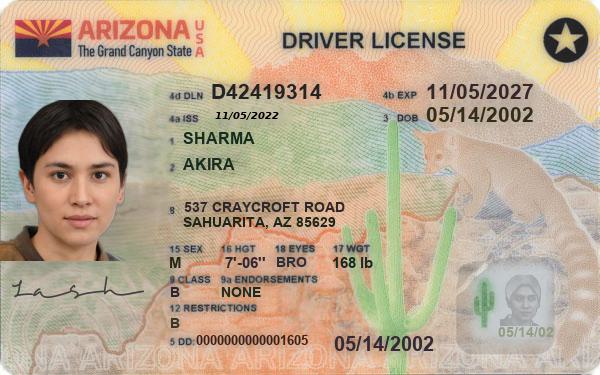 ARIZONA USA
The Grand Canyon State
DRIVER LICENSE
4d DLN D42419314
4b EXP 11/05/2027
4a ISS 11/05/2022
3 DOB 05/14/2002
1 SHARMA
2 AKIRA
8 537 CRAYCROFT ROAD
SAHUARITA, AZ 85629
15 SEX 16 HGT 18 EYES 17 WGT
M 7'-06" BRO 168 lb
9 CLASS 9a ENDORSEMENTS
B NONE
12 RESTRICTIONS
B
5 DD: 0000000000001605
05/14/2002
05/14/02
ARIZONA ARIZONA ARIZONA ARIZONA